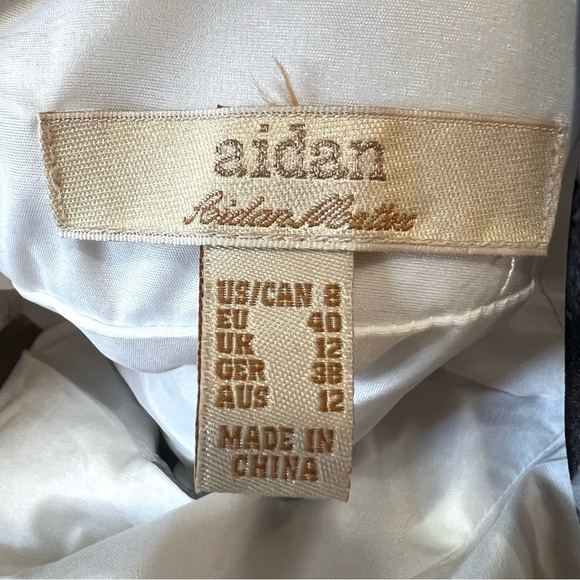 aidan
Aidan Mattox
US/CAN 8
EU 40
UK 12
GER 38
AUS 12
MADE IN
CHINA